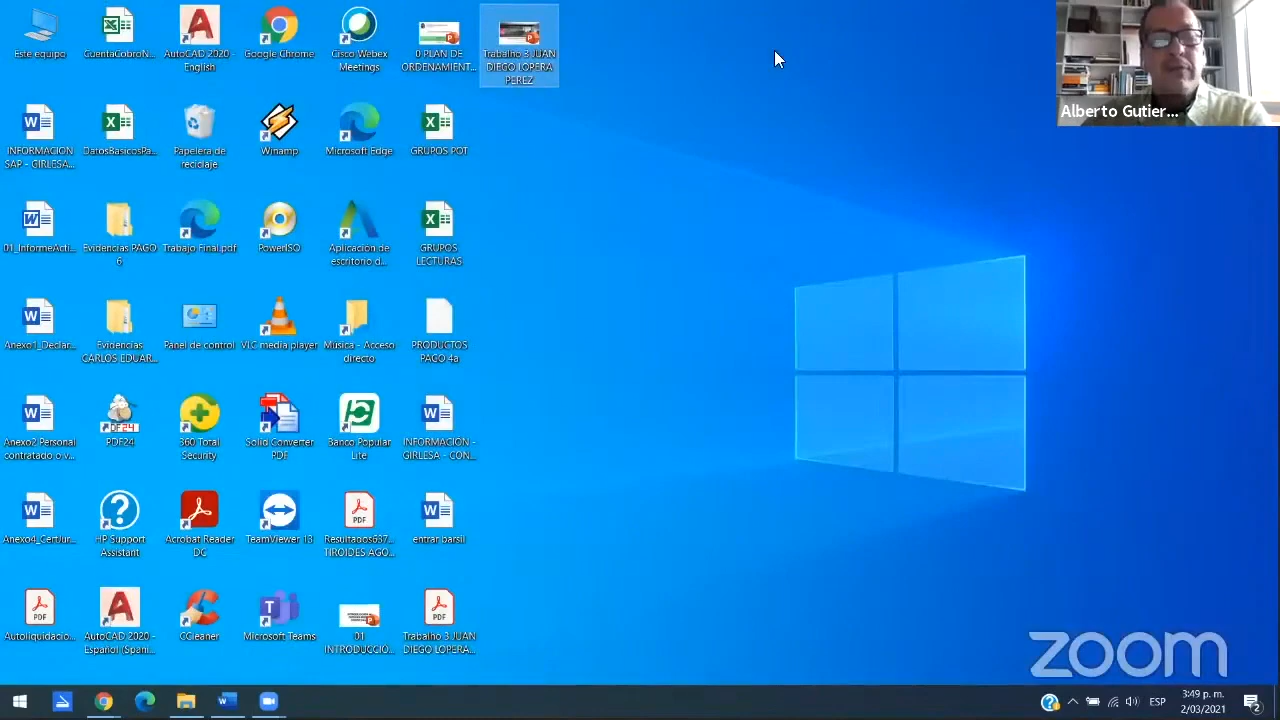 Este equipo
CuentaCobroN...
AutoCAD 2020 -
English
Google Chrome
Cisco Webex
Meetings
0 PLAN DE
ORDENAMIENT...
Trabalho 3 JUAN
DIEGO LOPERA
PEREZ
Alberto Gutier...
INFORMACION
SAP - GIRLESA...
DatosBasicosPa...
Papelera de
reciclaje
Winamp
Microsoft Edge
GRUPOS POT
01_InformeActi...
Evidencias PAGO
6
Trabajo Final.pdf
PowerISO
Aplicación de
escritorio d...
GRUPOS
LECTURAS
Anexo1_Declar...
Evidencias
CARLOS EDUAR...
Panel de control
VLC media player
Musica - Acceso
directo
PRODUCTOS
PAGO 4a
Anexo2 Personal
contratado o v...
PDF24
360 Total
Security
Solid Converter
PDF
Banco Popular
Lite
INFORMACION -
GIRLESA - CON...
Anexo4_CertJur...
HP Support
Assistant
Acrobat Reader
DC
TeamViewer 13
Resultados637...
TIROIDES AGO...
entrar barsil
Autoliquidacio...
AutoCAD 2020 -
Español (Span...
CCleaner
Microsoft Teams
01
INTRODUCCIO...
Trabalho 3 JUAN
DIEGO LOPERA...
zoom
ESP
3:49 p. m.
2/03/2021
2